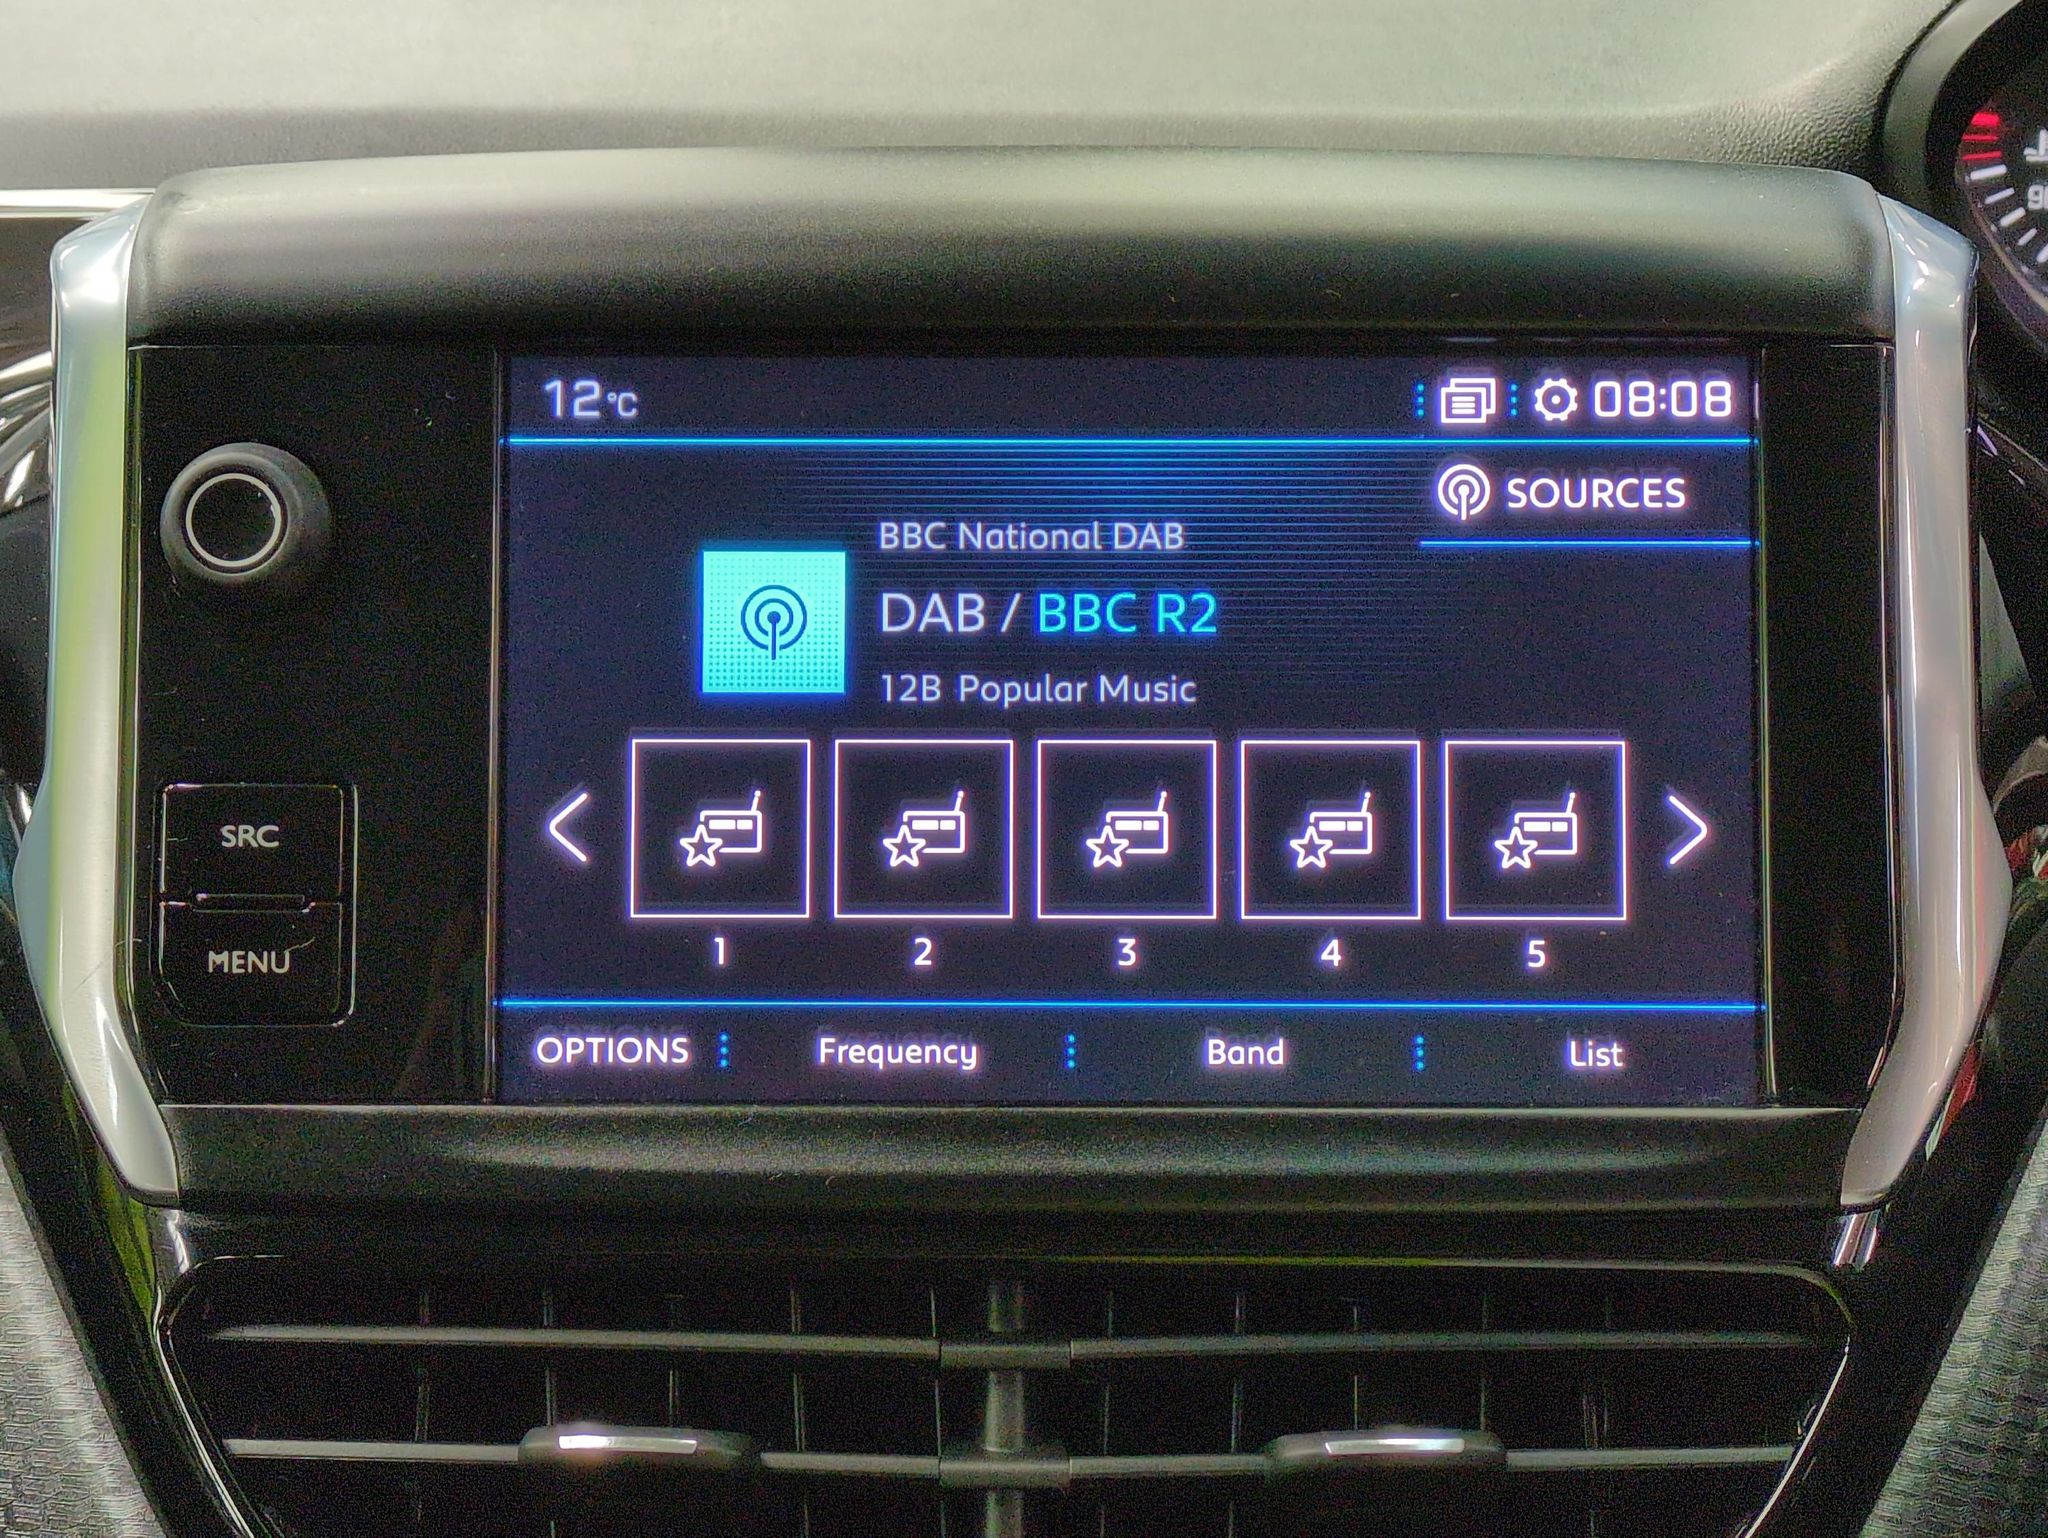 12°C 08:08
SOURCES
BBC National DAB
DAB / BBC R2
12B Popular Music
SRC
MENU
1 2 3 4 5
OPTIONS Frequency Band List